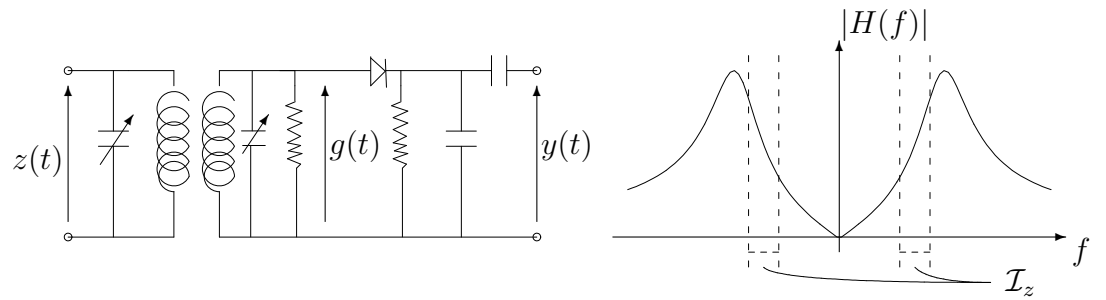 z(t)
g(t)
y(t)
|H(f)|
f
𝓘_z